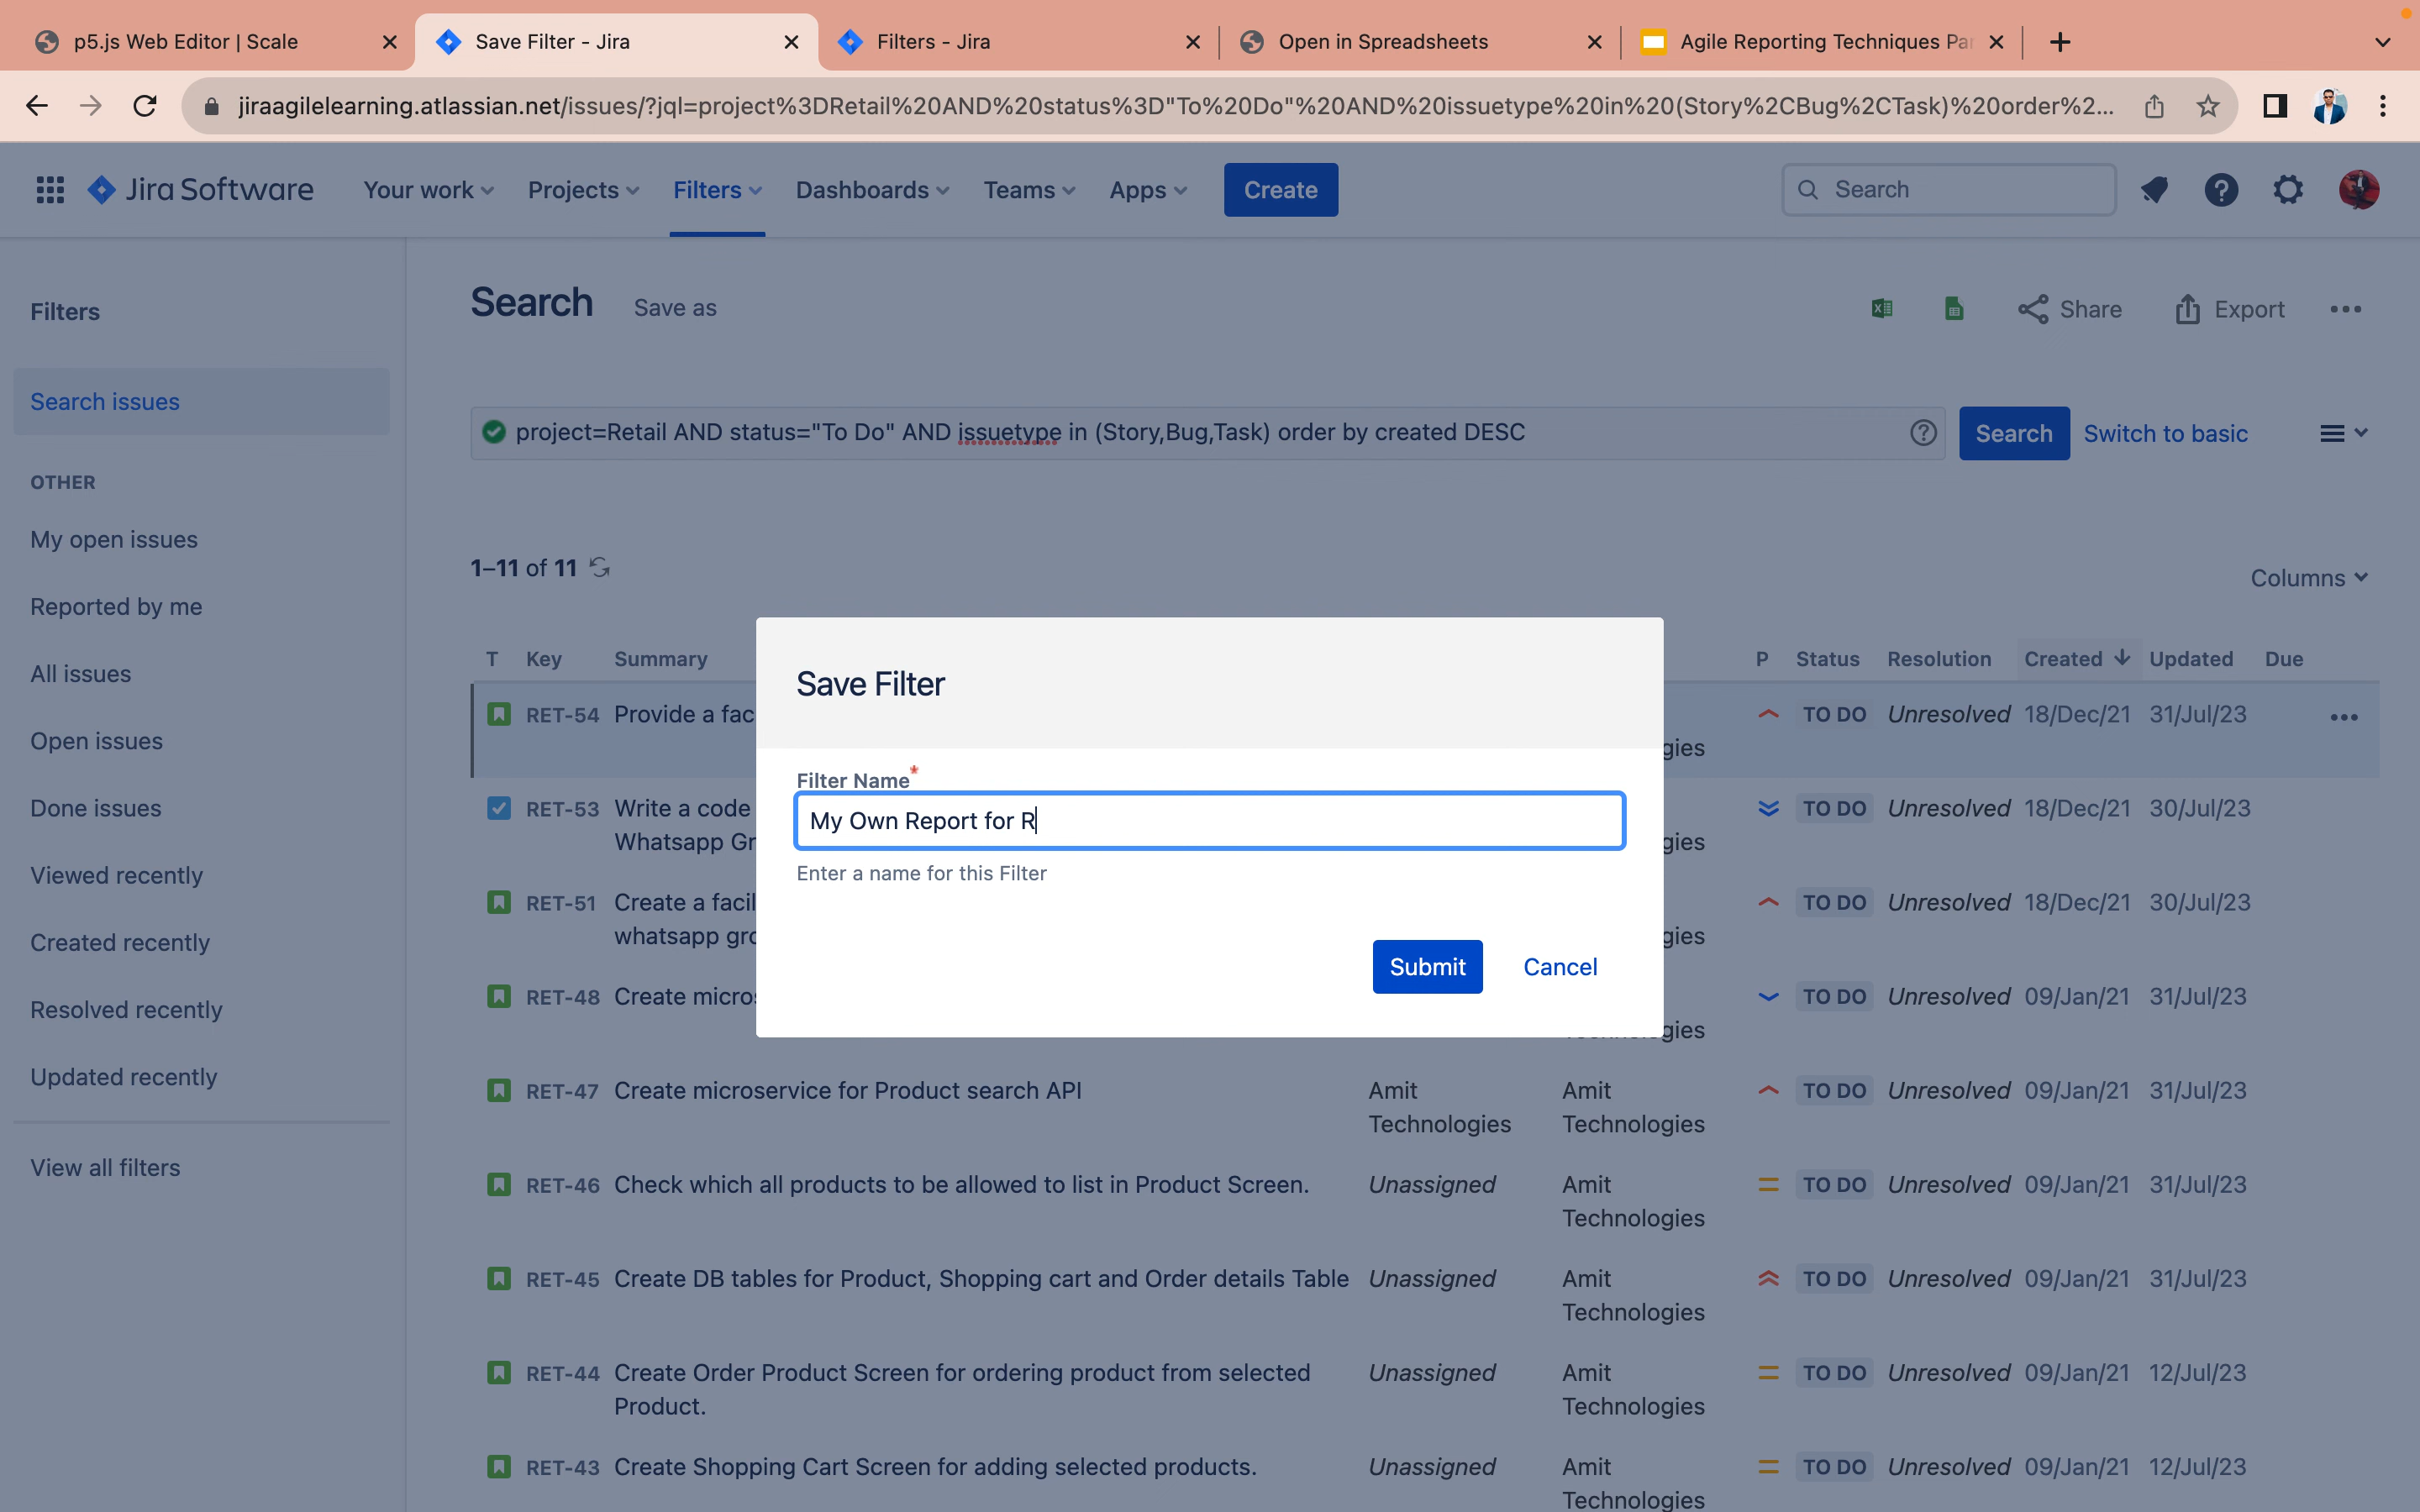 p5.js Web Editor | Scale
Save Filter - Jira
Filters - Jira
Open in Spreadsheets
Agile Reporting Techniques Par
jiraagilelearning.atlassian.net/issues/?jql=project%3DRetail%20AND%20status%3D"To%20Do"%20AND%20issuetype%20in%20(Story%2CBug%2CTask)%20order%2...
Jira Software
Your work
Projects
Filters
Dashboards
Teams
Apps
Create
Search
Filters
Search issues
OTHER
My open issues
Reported by me
All issues
Open issues
Done issues
Viewed recently
Created recently
Resolved recently
Updated recently
View all filters
Search Save as
Share
Export
project=Retail AND status="To Do" AND issuetype in (Story,Bug,Task) order by created DESC
Search
Switch to basic
1–11 of 11
Columns
T Key Summary P Status Resolution Created Updated Due
RET-54 Provide a fac TO DO Unresolved 18/Dec/21 31/Jul/23
gies
RET-53 Write a code TO DO Unresolved 18/Dec/21 30/Jul/23
Whatsapp Gr gies
RET-51 Create a facil TO DO Unresolved 18/Dec/21 30/Jul/23
whatsapp gro gies
RET-48 Create micros TO DO Unresolved 09/Jan/21 31/Jul/23
gies
Save Filter
Filter Name*
My Own Report for R
Enter a name for this Filter
Submit
Cancel
RET-47 Create microservice for Product search API Amit Amit TO DO Unresolved 09/Jan/21 31/Jul/23
Technologies Technologies
RET-46 Check which all products to be allowed to list in Product Screen. Unassigned Amit TO DO Unresolved 09/Jan/21 31/Jul/23
Technologies
RET-45 Create DB tables for Product, Shopping cart and Order details Table Unassigned Amit TO DO Unresolved 09/Jan/21 31/Jul/23
Technologies
RET-44 Create Order Product Screen for ordering product from selected Unassigned Amit TO DO Unresolved 09/Jan/21 12/Jul/23
Product. Technologies
RET-43 Create Shopping Cart Screen for adding selected products. Unassigned Amit TO DO Unresolved 09/Jan/21 12/Jul/23
Technologies